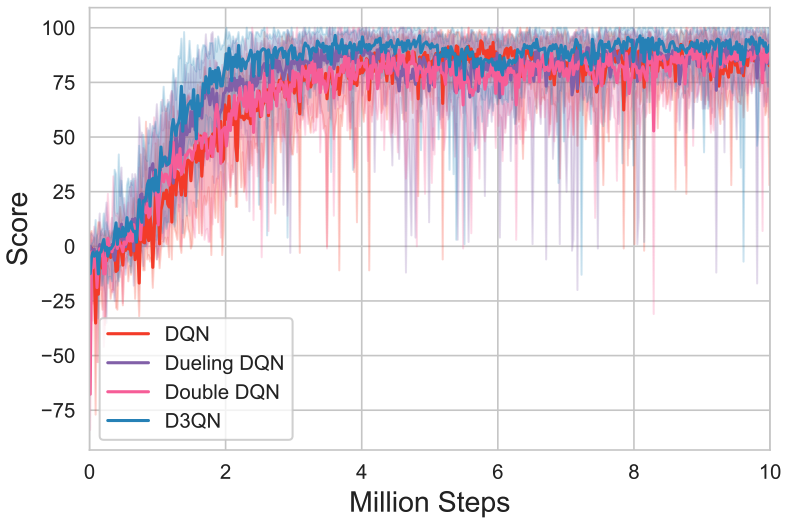 100
75
50
25
0
−25
−50
−75
Score
DQN
Dueling DQN
Double DQN
D3QN
0 2 4 6 8 10
Million Steps